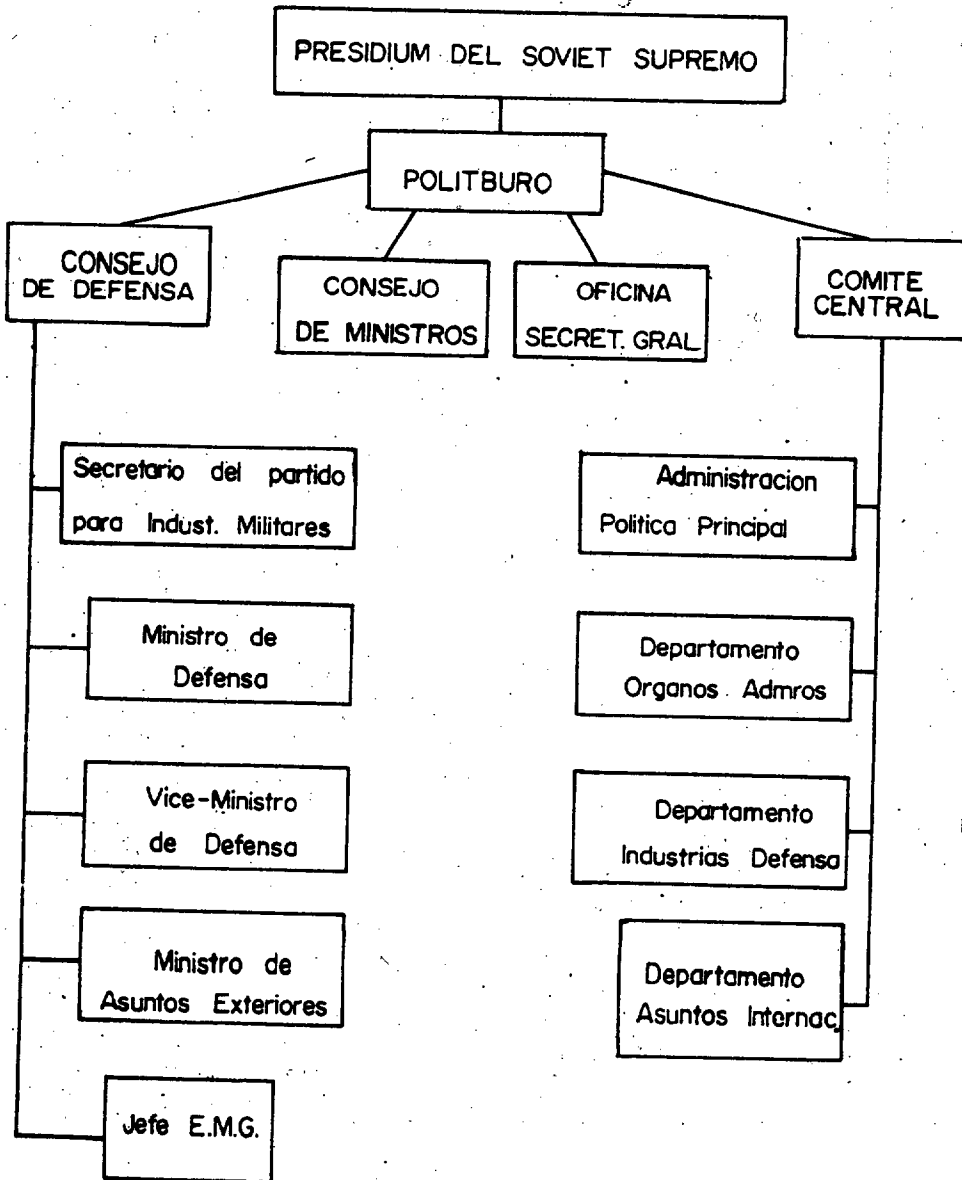 PRESIDIUM DEL SOVIET SUPREMO
POLITBURO
CONSEJO
DE DEFENSA
CONSEJO
DE MINISTROS
OFICINA
SECRET. GRAL
COMITE
CENTRAL
Secretario del partido
para Indust. Militares
Ministro de
Defensa
Vice-Ministro
de Defensa
Ministro de
Asuntos Exteriores
Jefe E.M.G.
Administracion
Politica Principal
Departamento
Organos Admros
Departamento
Industrias Defensa
Departamento
Asuntos Internac.